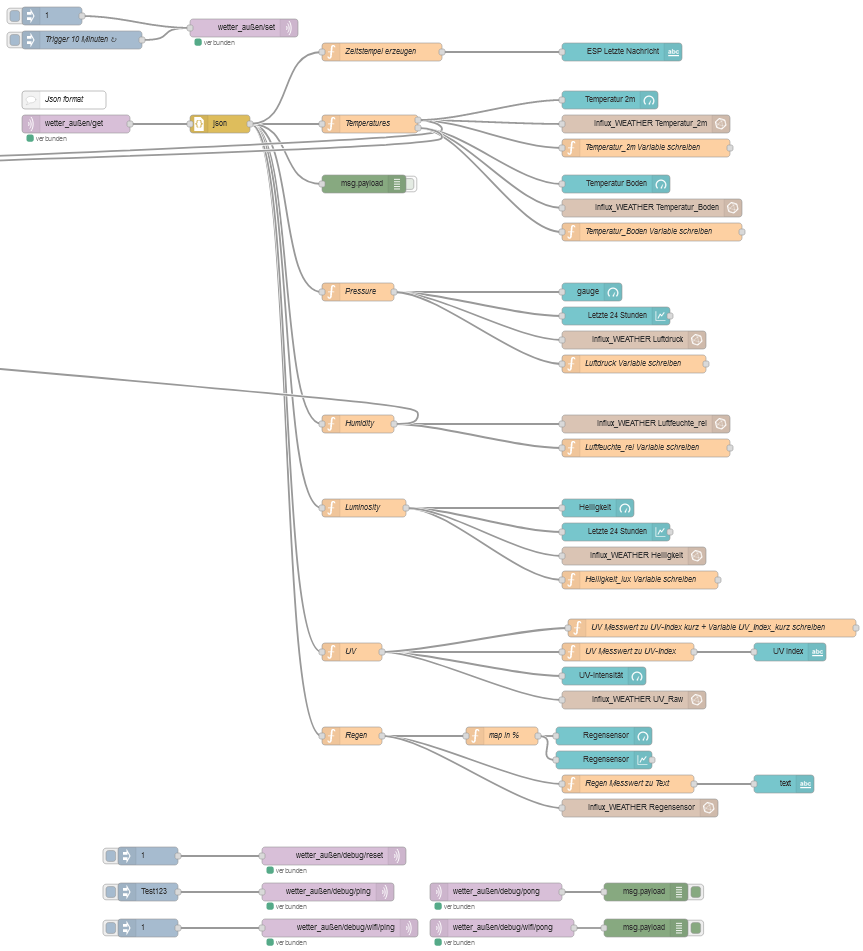 1
wetter_außen/set
Trigger 10 Minuten ↻
verbunden
Zeitstempel erzeugen
ESP Letzte Nachricht
abc
Json format
Temperatur 2m
wetter_außen/get
json
Temperatures
Influx_WEATHER Temperatur_2m
verbunden
Temperatur_2m Variable schreiben
msg.payload
Temperatur Boden
Influx_WEATHER Temperatur_Boden
Temperatur_Boden Variable schreiben
Pressure
gauge
Letzte 24 Stunden
Influx_WEATHER Luftdruck
Luftdruck Variable schreiben
Humidity
Influx_WEATHER Luftfeuchte_rel
Luftfeuchte_rel Variable schreiben
Luminosity
Helligkeit
Letzte 24 Stunden
Influx_WEATHER Helligkeit
Helligkeit_lux Variable schreiben
UV Messwert zu UV-Index kurz + Variable UV_Index_kurz schreiben
UV
UV Messwert zu UV-Index
UV Index
abc
UV-Intensität
Influx_WEATHER UV_Raw
Regen
map in %
Regensensor
Regensensor
Regen Messwert zu Text
text
abc
Influx_WEATHER Regensensor
1
wetter_außen/debug/reset
verbunden
Test123
wetter_außen/debug/ping
wetter_außen/debug/pong
msg.payload
verbunden
verbunden
1
wetter_außen/debug/wifi/ping
wetter_außen/debug/wifi/pong
msg.payload
verbunden
verbunden